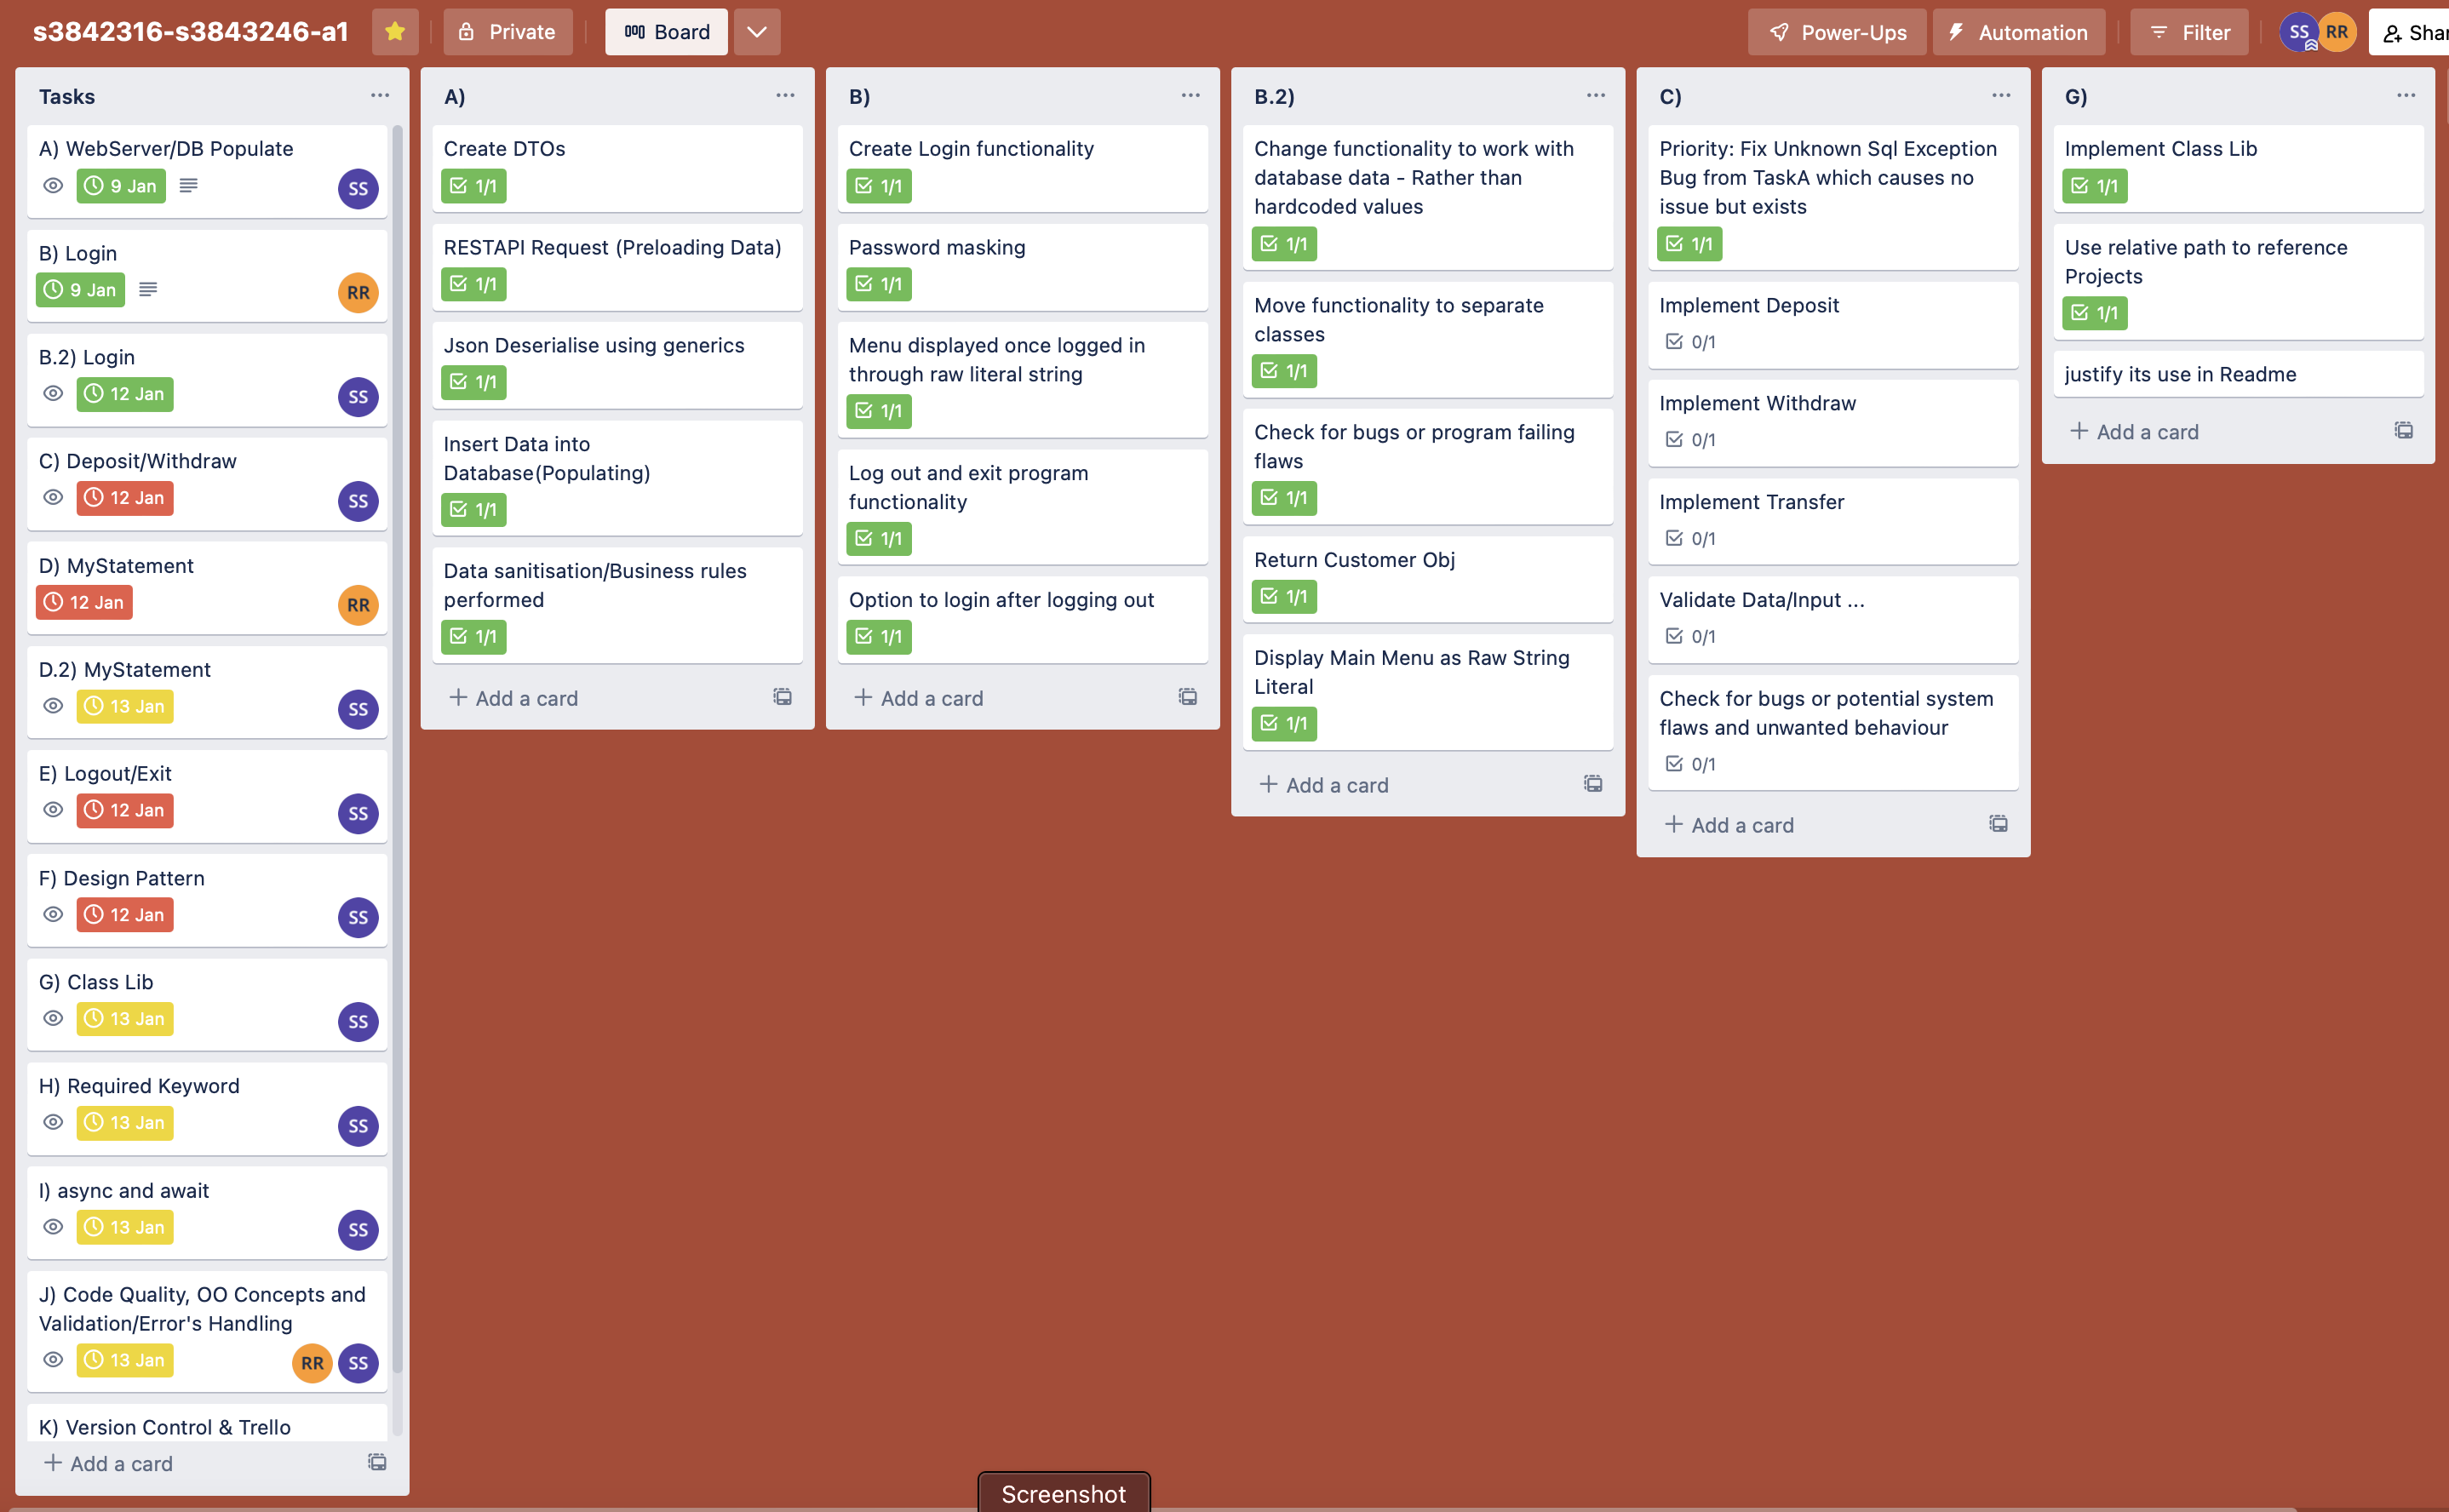 s3842316-s3843246-a1
Private
Board
Power-Ups
Automation
Filter
SS
RR
Shar
Tasks
A) WebServer/DB Populate
9 Jan
SS
B) Login
9 Jan
RR
B.2) Login
12 Jan
SS
C) Deposit/Withdraw
12 Jan
SS
D) MyStatement
12 Jan
RR
D.2) MyStatement
13 Jan
SS
E) Logout/Exit
12 Jan
SS
F) Design Pattern
12 Jan
SS
G) Class Lib
13 Jan
SS
H) Required Keyword
13 Jan
SS
I) async and await
13 Jan
SS
J) Code Quality, OO Concepts and
Validation/Error's Handling
13 Jan
RR
SS
K) Version Control & Trello
+ Add a card
A)
Create DTOs
1/1
RESTAPI Request (Preloading Data)
1/1
Json Deserialise using generics
1/1
Insert Data into
Database(Populating)
1/1
Data sanitisation/Business rules
performed
1/1
+ Add a card
B)
Create Login functionality
1/1
Password masking
1/1
Menu displayed once logged in
through raw literal string
1/1
Log out and exit program
functionality
1/1
Option to login after logging out
1/1
+ Add a card
B.2)
Change functionality to work with
database data - Rather than
hardcoded values
1/1
Move functionality to separate
classes
1/1
Check for bugs or program failing
flaws
1/1
Return Customer Obj
1/1
Display Main Menu as Raw String
Literal
1/1
+ Add a card
C)
Priority: Fix Unknown Sql Exception
Bug from TaskA which causes no
issue but exists
1/1
Implement Deposit
0/1
Implement Withdraw
0/1
Implement Transfer
0/1
Validate Data/Input ...
0/1
Check for bugs or potential system
flaws and unwanted behaviour
0/1
+ Add a card
G)
Implement Class Lib
1/1
Use relative path to reference
Projects
1/1
justify its use in Readme
+ Add a card
Screenshot